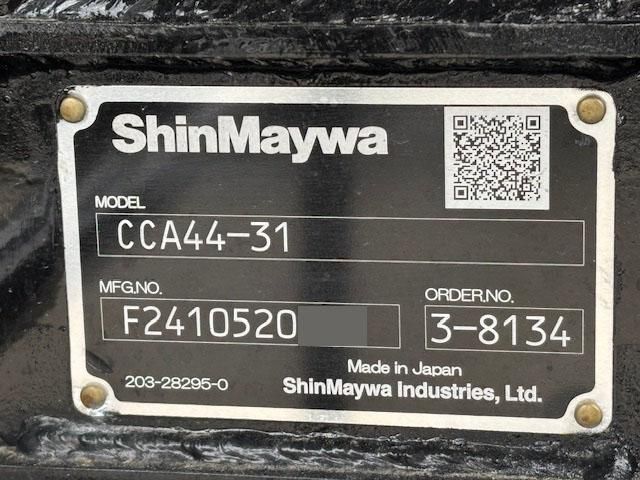 ShinMaywa
MODEL
CCA44-31
MFG.NO.
F2410520
ORDER.NO.
3-8134
203-28295-0
Made in Japan
ShinMaywa Industries, Ltd.